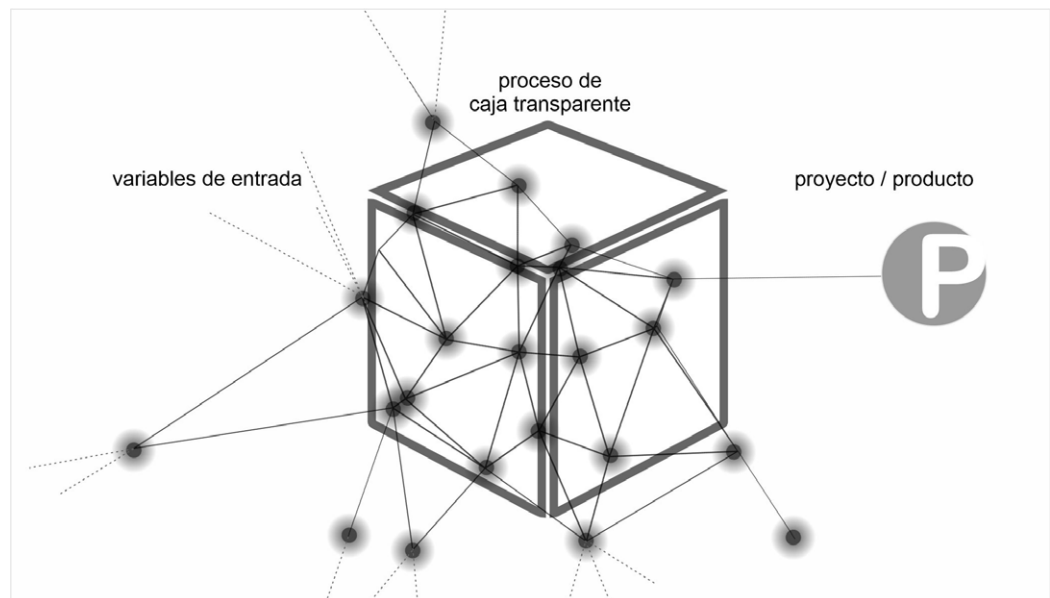 proceso de
caja transparente
variables de entrada
proyecto / producto
P